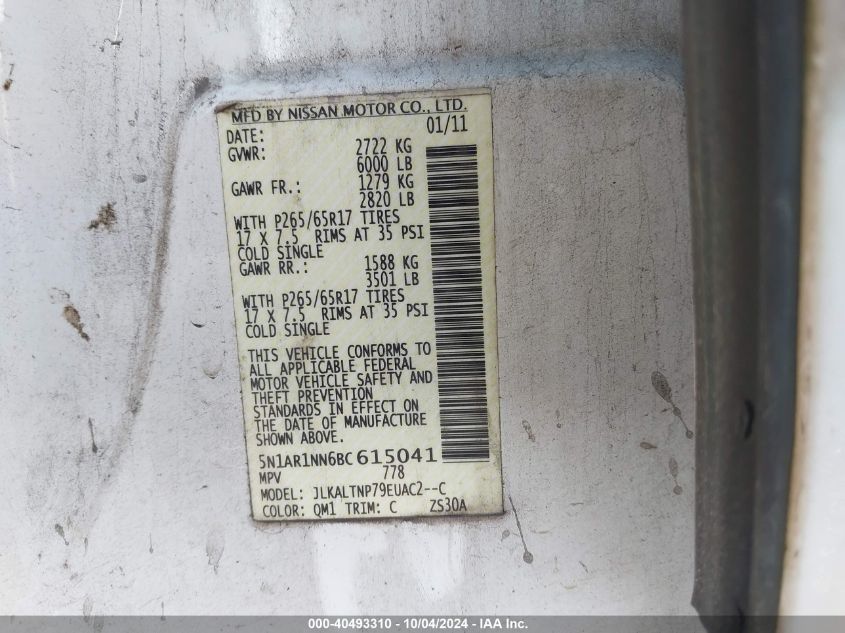 MFD BY NISSAN MOTOR CO., LTD.
DATE: 01/11
GVWR: 2722 KG
6000 LB
GAWR FR.: 1279 KG
2820 LB
WITH P265/65R17 TIRES
17 X 7.5 RIMS AT 35 PSI
COLD SINGLE
GAWR RR.: 1588 KG
3501 LB
WITH P265/65R17 TIRES
17 X 7.5 RIMS AT 35 PSI
COLD SINGLE
THIS VEHICLE CONFORMS TO
ALL APPLICABLE FEDERAL
MOTOR VEHICLE SAFETY AND
THEFT PREVENTION
STANDARDS IN EFFECT ON
THE DATE OF MANUFACTURE
SHOWN ABOVE.
5N1AR1NN6BC615041
MPV 778
MODEL: JLKALTNP79EUAC2--C
COLOR: QM1 TRIM: C ZS30A
000-40493310 - 10/04/2024 - IAA Inc.